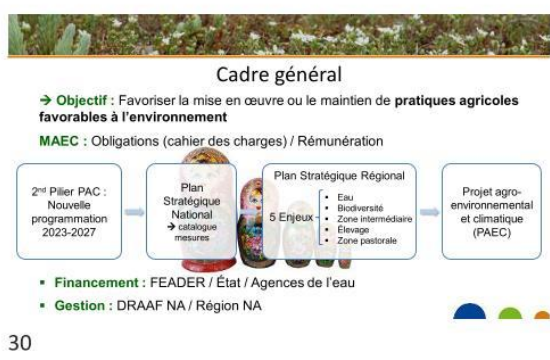 Cadre général
→ Objectif : Favoriser la mise en œuvre ou le maintien de pratiques agricoles
favorables à l'environnement
MAEC : Obligations (cahier des charges) / Rémunération
2nd Pilier PAC :
Nouvelle
programmation
2023-2027
Plan
Stratégique
National
→ catalogue
mesures
Plan Stratégique Régional
5 Enjeux
▪ Eau
▪ Biodiversité
▪ Zone intermédiaire
▪ Élevage
▪ Zone pastorale
Projet agro-
environnemental
et climatique
(PAEC)
▪ Financement : FEADER / État / Agences de l'eau
▪ Gestion : DRAAF NA / Région NA
30